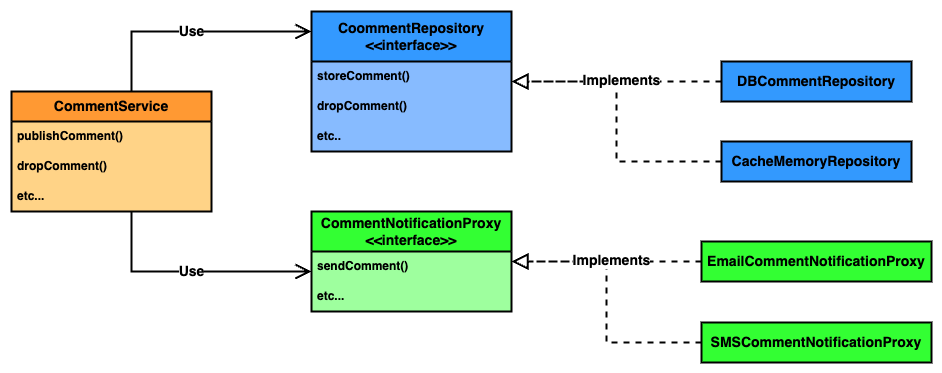 Use
CoommentRepository
<<interface>>
storeComment()
dropComment()
etc..
Implements
DBCommentRepository
CacheMemoryRepository
CommentService
publishComment()
dropComment()
etc...
Use
CommentNotificationProxy
<<interface>>
sendComment()
etc...
Implements
EmailCommentNotificationProxy
SMSCommentNotificationProxy